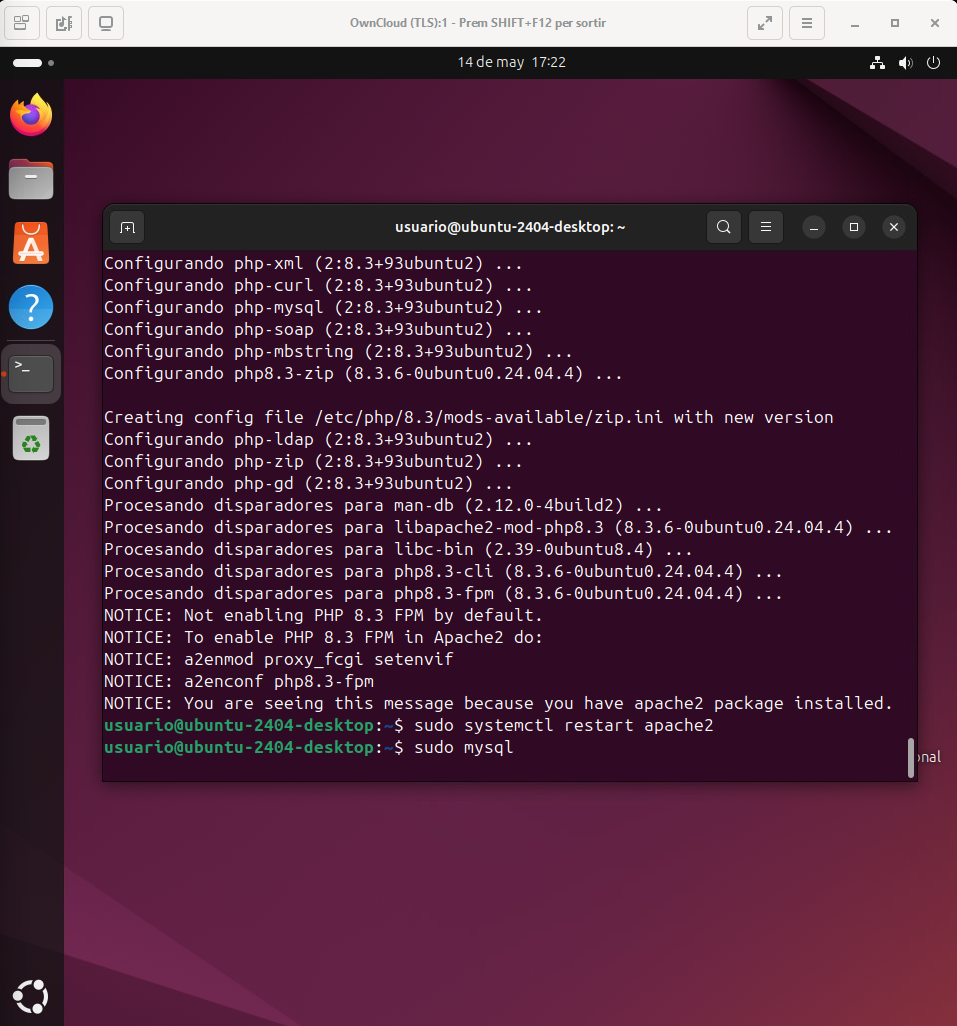 OwnCloud (TLS):1 - Prem SHIFT+F12 per sortir
14 de may 17:22
usuario@ubuntu-2404-desktop: ~
Configurando php-xml (2:8.3+93ubuntu2) ...
Configurando php-curl (2:8.3+93ubuntu2) ...
Configurando php-mysql (2:8.3+93ubuntu2) ...
Configurando php-soap (2:8.3+93ubuntu2) ...
Configurando php-mbstring (2:8.3+93ubuntu2) ...
Configurando php8.3-zip (8.3.6-0ubuntu0.24.04.4) ...
Creating config file /etc/php/8.3/mods-available/zip.ini with new version
Configurando php-ldap (2:8.3+93ubuntu2) ...
Configurando php-zip (2:8.3+93ubuntu2) ...
Configurando php-gd (2:8.3+93ubuntu2) ...
Procesando disparadores para man-db (2.12.0-4build2) ...
Procesando disparadores para libapache2-mod-php8.3 (8.3.6-0ubuntu0.24.04.4) ...
Procesando disparadores para libc-bin (2.39-0ubuntu8.4) ...
Procesando disparadores para php8.3-cli (8.3.6-0ubuntu0.24.04.4) ...
Procesando disparadores para php8.3-fpm (8.3.6-0ubuntu0.24.04.4) ...
NOTICE: Not enabling PHP 8.3 FPM by default.
NOTICE: To enable PHP 8.3 FPM in Apache2 do:
NOTICE: a2enmod proxy_fcgi setenvif
NOTICE: a2enconf php8.3-fpm
NOTICE: You are seeing this message because you have apache2 package installed.
usuario@ubuntu-2404-desktop:~$ sudo systemctl restart apache2
usuario@ubuntu-2404-desktop:~$ sudo mysql